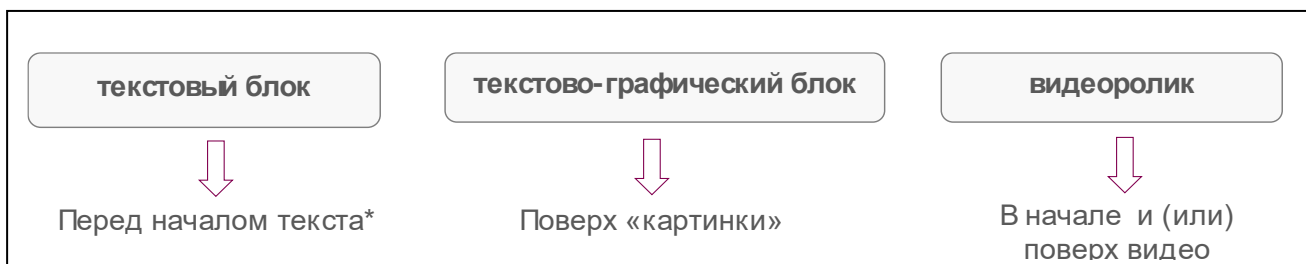 текстовый блок
текстово-графический блок
видеоролик
Перед началом текста*
Поверх «картинки»
В начале и (или)
поверх видео